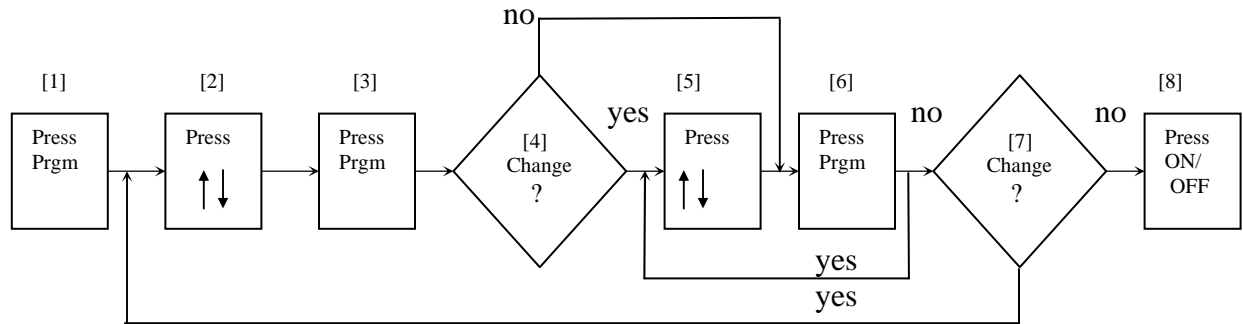 no
[1]
[2]
[3]
[5]
[6]
[8]
Press
Prgm
Press
Press
Prgm
[4]
Change
?
yes
Press
Press
Prgm
no
[7]
Change
?
no
Press
ON/
OFF
yes
yes